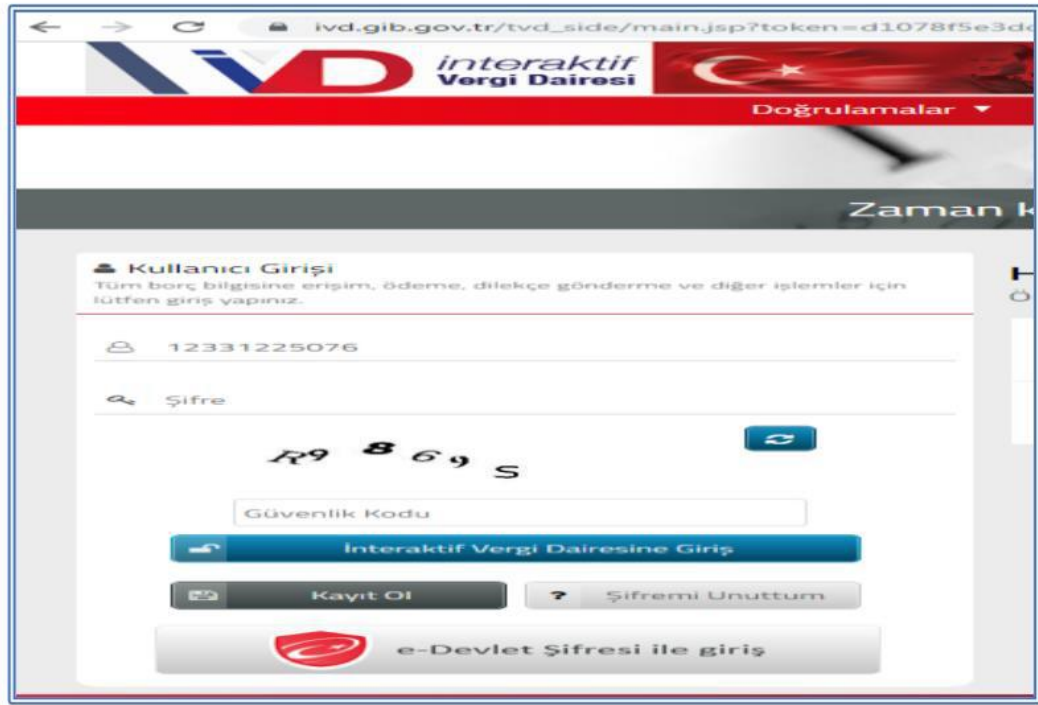 ivd.gib.gov.tr/tvd_side/main.jsp?token=d1078f5e3d
iVD interaktif
Vergi Dairesi
Doğrulamalar
Zaman k
Kullanıcı Girişi
Tüm borç bilgisine erişim, ödeme, dilekçe gönderme ve diğer işlemler için
lütfen giriş yapınız.
12331225076
Şifre
R9 8 6 9 S
Güvenlik Kodu
İnteraktif Vergi Dairesine Giriş
Kayıt Ol
? Şifremi Unuttum
e-Devlet Şifresi ile giriş